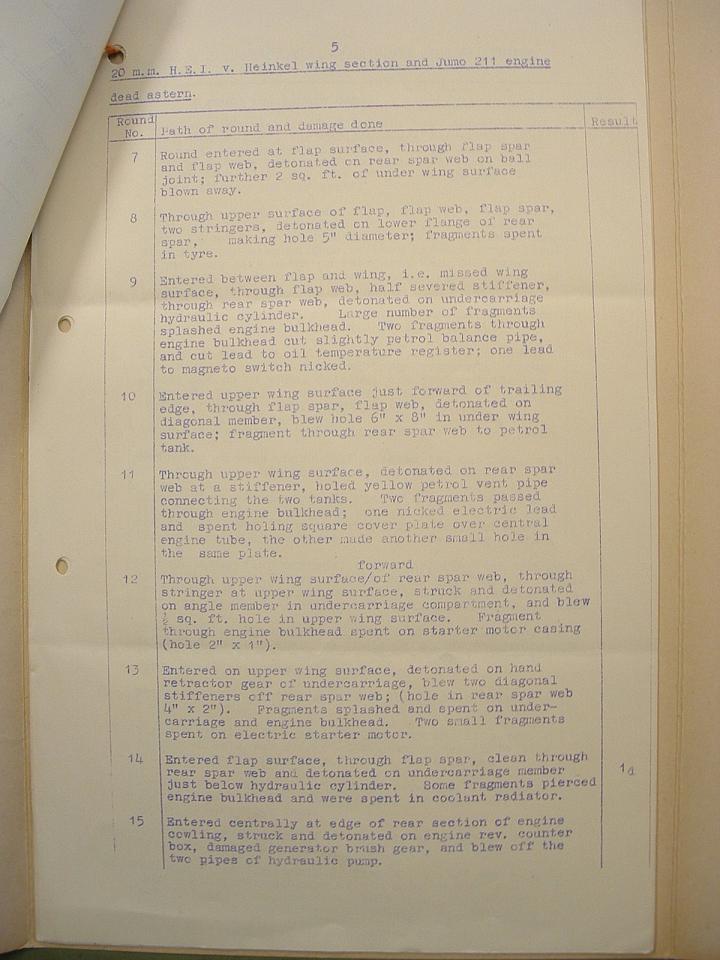 5
20 m.m. H.E.I. v. Heinkel wing section and Jumo 211 engine
dead astern.
Round No. Path of round and damage done Result
7 Round entered at flap surface, through flap spar
and flap web, detonated on rear spar web on ball
joint; further 2 sq. ft. of under wing surface
blown away.
8 Through upper surface of flap, flap web, flap spar,
two stringers, detonated on lower flange of rear
spar, making hole 5" diameter; fragments spent
in tyre.
9 Entered between flap and wing, i.e. missed wing
surface, through flap web, half severed stiffener,
through rear spar web, detonated on undercarriage
hydraulic cylinder. Large number of fragments
splashed engine bulkhead. Two fragments through
engine bulkhead cut slightly petrol balance pipe,
and cut lead to oil temperature register; one lead
to magneto switch nicked.
10 Entered upper wing surface just forward of trailing
edge, through flap spar, flap web, detonated on
diagonal member, blew hole 6" x 8" in under wing
surface; fragment through rear spar web to petrol
tank.
11 Through upper wing surface, detonated on rear spar
web at a stiffener, holed yellow petrol vent pipe
connecting the two tanks. Two fragments passed
through engine bulkhead; one nicked electric lead
and spent holing square cover plate over central
engine tube, the other made another small hole in
the same plate.
forward
12 Through upper wing surface/of rear spar web, through
stringer at upper wing surface, struck and detonated
on angle member in undercarriage compartment, and blew
½ sq. ft. hole in upper wing surface. Fragment
through engine bulkhead spent on starter motor casing
(hole 2" x 1").
13 Entered on upper wing surface, detonated on hand
retractor gear of undercarriage, blew two diagonal
stiffeners off rear spar web; (hole in rear spar web
4" x 2"). Fragments splashed and spent on under-
carriage and engine bulkhead. Two small fragments
spent on electric starter motor.
14 Entered flap surface, through flap spar, clean through
rear spar web and detonated on undercarriage member 1d
just below hydraulic cylinder. Some fragments pierced
engine bulkhead and were spent in coolant radiator.
15 Entered centrally at edge of rear section of engine
cowling, struck and detonated on engine rev. counter
box, damaged generator brush gear, and blew off the
two pipes of hydraulic pump.